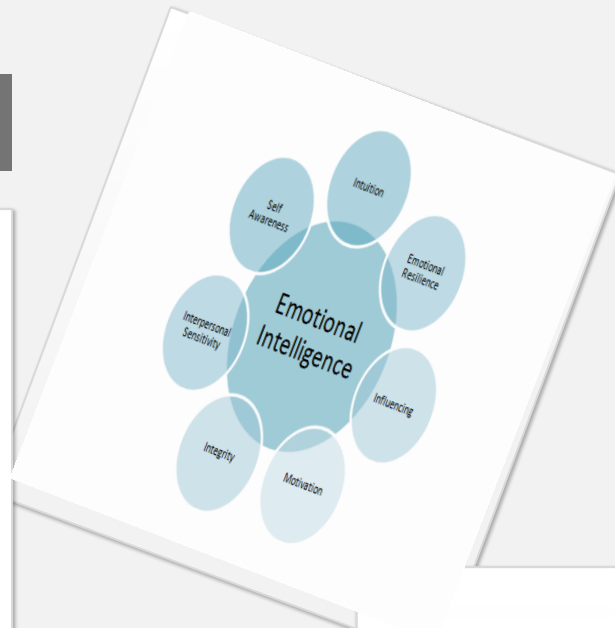 Intuition
Self
Awareness
Emotional
Resilience
Emotional
Intelligence
Interpersonal
Sensitivity
Influencing
Integrity
Motivation